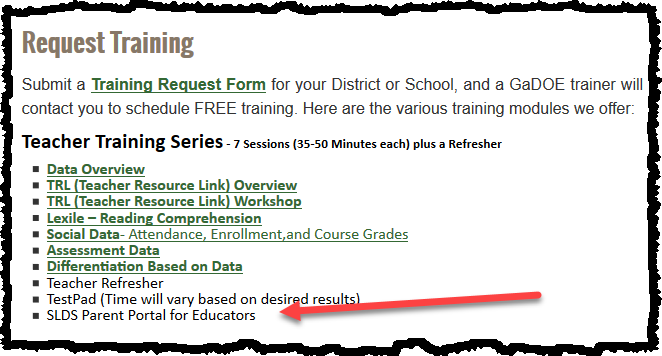 Request Training
Submit a Training Request Form for your District or School, and a GaDOE trainer will
contact you to schedule FREE training. Here are the various training modules we offer:
Teacher Training Series - 7 Sessions (35-50 Minutes each) plus a Refresher
Data Overview
TRL (Teacher Resource Link) Overview
TRL (Teacher Resource Link) Workshop
Lexile – Reading Comprehension
Social Data- Attendance, Enrollment,and Course Grades
Assessment Data
Differentiation Based on Data
Teacher Refresher
TestPad (Time will vary based on desired results)
SLDS Parent Portal for Educators